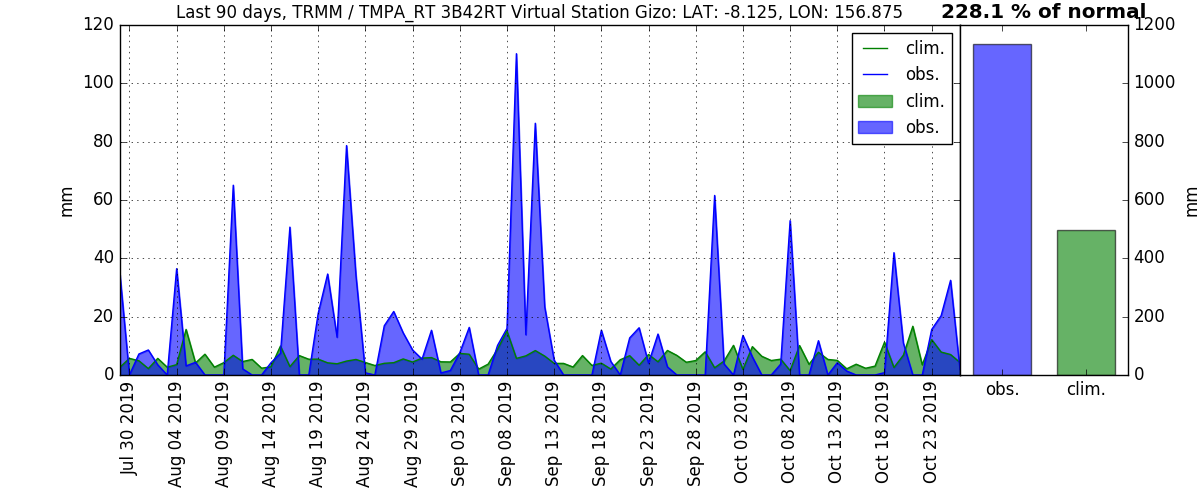 Last 90 days, TRMM / TMPA_RT 3B42RT Virtual Station Gizo: LAT: -8.125, LON: 156.875
228.1 % of normal
120
100
80
60
40
20
0
mm
clim.
obs.
clim.
obs.
1200
1000
800
600
400
200
0
mm
Jul 30 2019
Aug 04 2019
Aug 09 2019
Aug 14 2019
Aug 19 2019
Aug 24 2019
Aug 29 2019
Sep 03 2019
Sep 08 2019
Sep 13 2019
Sep 18 2019
Sep 23 2019
Sep 28 2019
Oct 03 2019
Oct 08 2019
Oct 13 2019
Oct 18 2019
Oct 23 2019
obs.
clim.